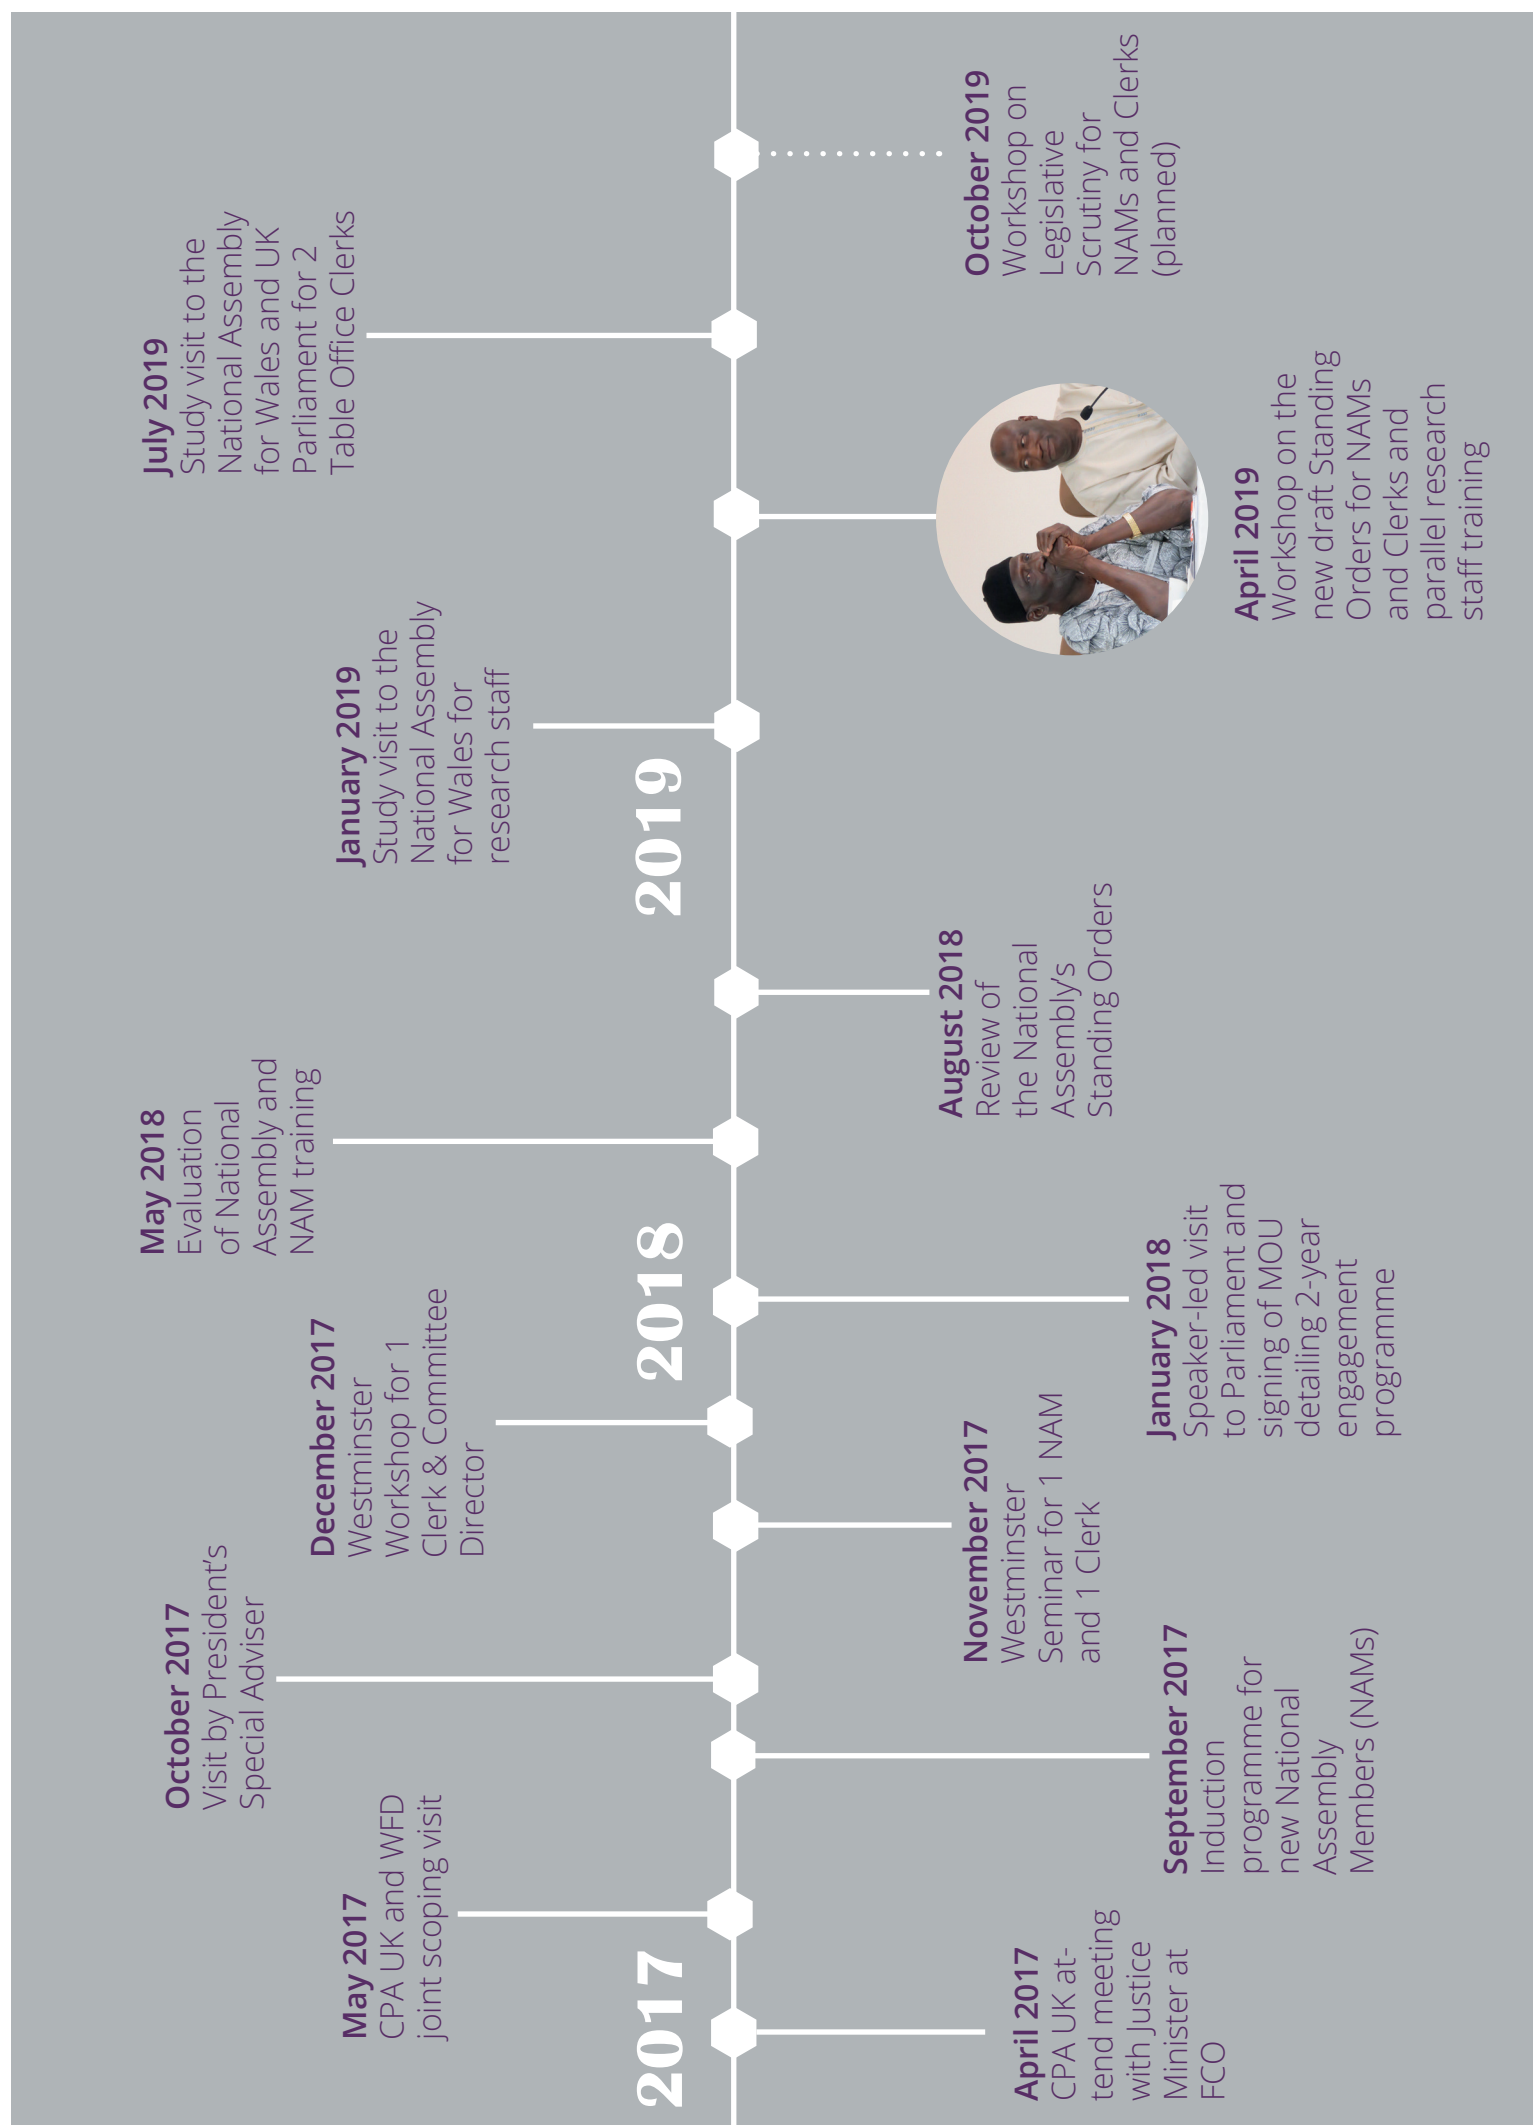 2017
April 2017
CPA UK at-
tend meeting
with Justice
Minister at
FCO
May 2017
CPA UK and WFD
joint scoping visit
September 2017
Induction
programme for
new National
Assembly
Members (NAMs)
October 2017
Visit by President’s
Special Adviser
November 2017
Westminster
Seminar for 1 NAM
and 1 Clerk
December 2017
Westminster
Workshop for 1
Clerk & Committee
Director
2018
January 2018
Speaker-led visit
to Parliament and
signing of MOU
detailing 2-year
engagement
programme
May 2018
Evaluation
of National
Assembly and
NAM training
August 2018
Review of
the National
Assembly’s
Standing Orders
2019
January 2019
Study visit to the
National Assembly
for Wales for
research staff
April 2019
Workshop on the
new draft Standing
Orders for NAMs
and Clerks and
parallel research
staff training
July 2019
Study visit to the
National Assembly
for Wales and UK
Parliament for 2
Table Office Clerks
October 2019
Workshop on
Legislative
Scrutiny for
NAMs and Clerks
(planned)